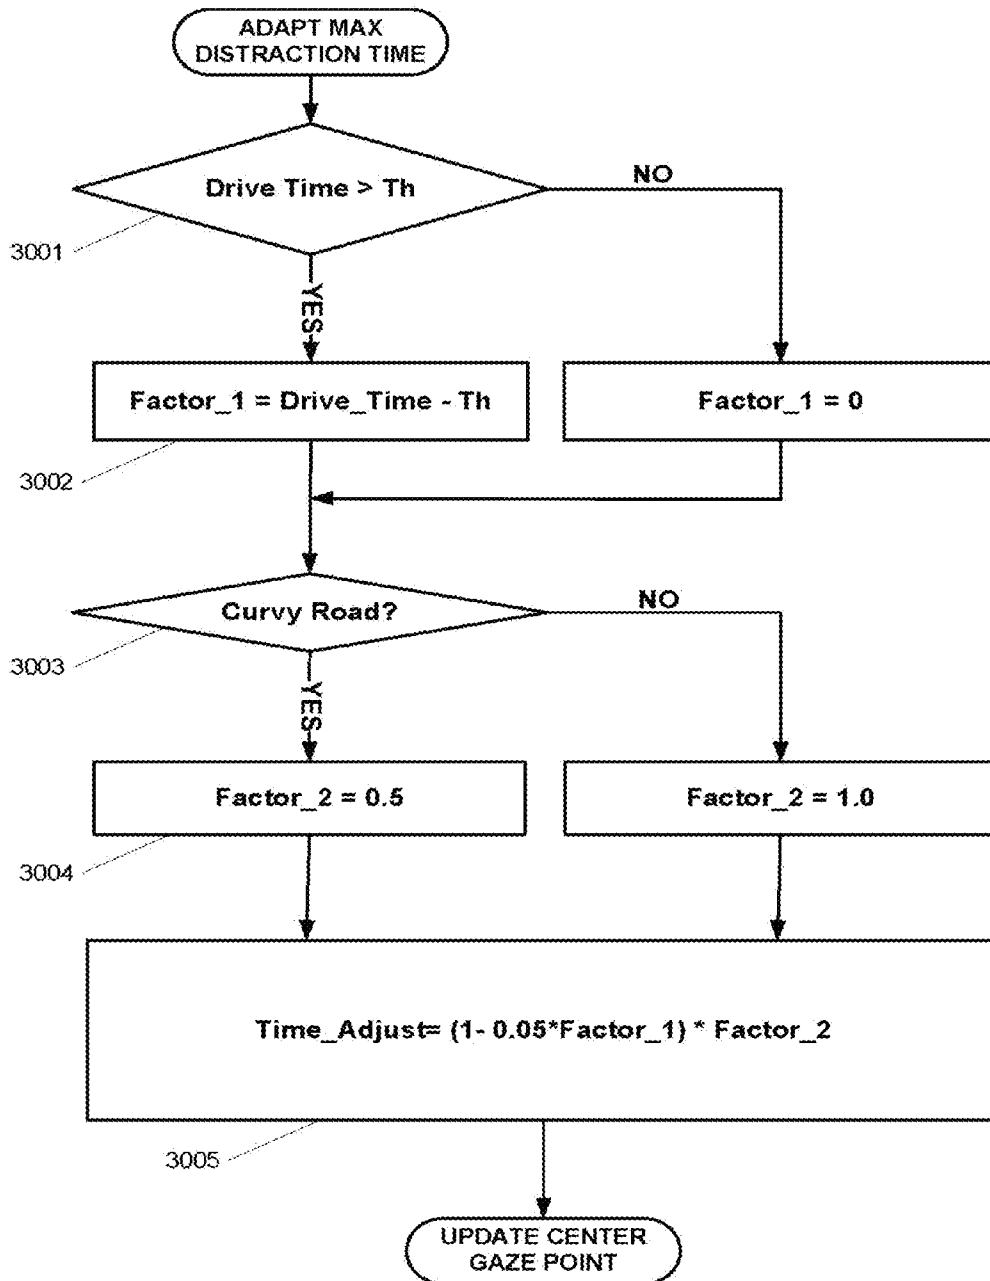 ADAPT MAX
DISTRACTION TIME
Drive Time > Th
NO
3001
YES
Factor_1 = Drive_Time - Th
Factor_1 = 0
3002
Curvy Road?
NO
3003
YES
Factor_2 = 0.5
Factor_2 = 1.0
3004
Time_Adjust= (1- 0.05*Factor_1) * Factor_2
3005
UPDATE CENTER
GAZE POINT